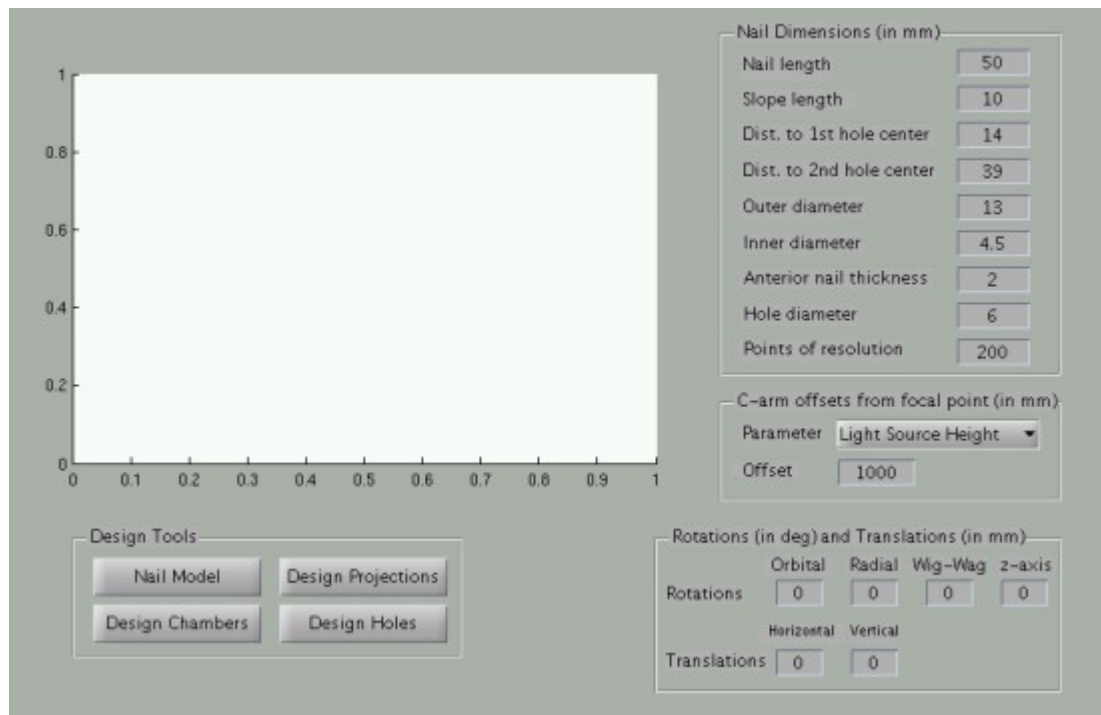 Nail Dimensions (in mm)
Nail length 50
Slope length 10
Dist. to 1st hole center 14
Dist. to 2nd hole center 39
Outer diameter 13
Inner diameter 4.5
Anterior nail thickness 2
Hole diameter 6
Points of resolution 200
1
0.8
0.6
0.4
0.2
0
0 0.1 0.2 0.3 0.4 0.5 0.6 0.7 0.8 0.9 1
C-arm offsets from focal point (in mm)
Parameter Light Source Height
Offset 1000
Design Tools
Nail Model Design Projections
Design Chambers Design Holes
Rotations (in deg) and Translations (in mm)
Orbital Radial Wig-Wag z-axis
Rotations 0 0 0 0
Horizontal Vertical
Translations 0 0